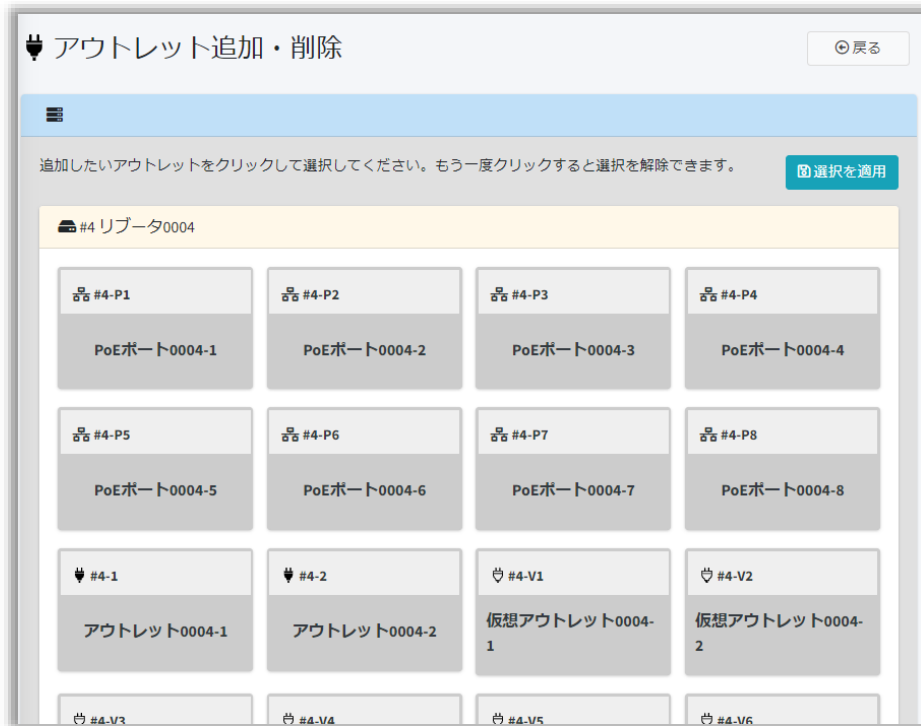 アウトレット追加・削除
戻る
追加したいアウトレットをクリックして選択してください。もう一度クリックすると選択を解除できます。
選択を適用
#4 リブータ0004
#4-P1 #4-P2 #4-P3 #4-P4
PoEポート0004-1 PoEポート0004-2 PoEポート0004-3 PoEポート0004-4
#4-P5 #4-P6 #4-P7 #4-P8
PoEポート0004-5 PoEポート0004-6 PoEポート0004-7 PoEポート0004-8
#4-1 #4-2 #4-V1 #4-V2
アウトレット0004-1 アウトレット0004-2 仮想アウトレット0004-1 仮想アウトレット0004-2
#4-V3 #4-V4 #4-V5 #4-V6